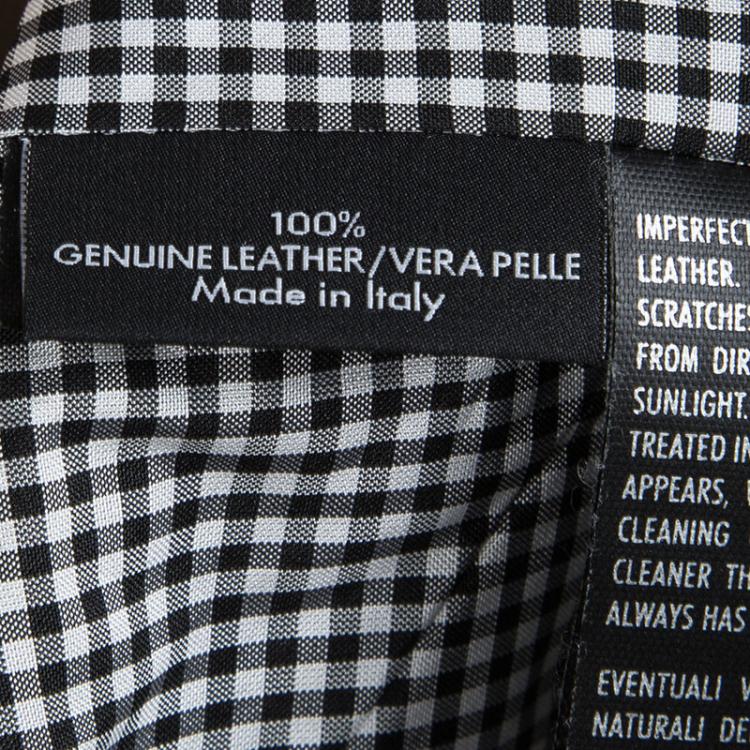 100%
GENUINE LEATHER/VERA PELLE
Made in Italy
IMPERFECT
LEATHER.
SCRATCHES
FROM DIR
SUNLIGHT.
TREATED IN
APPEARS,
CLEANING
CLEANER TH
ALWAYS HAS
EVENTUALI
NATURALI DE